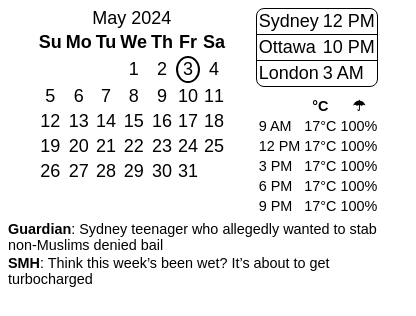 May 2024
Su Mo Tu We Th Fr Sa
1 2 3 4
5 6 7 8 9 10 11
12 13 14 15 16 17 18
19 20 21 22 23 24 25
26 27 28 29 30 31
Sydney 12 PM
Ottawa 10 PM
London 3 AM
°C ☂
9 AM 17°C 100%
12 PM 17°C 100%
3 PM 17°C 100%
6 PM 17°C 100%
9 PM 17°C 100%
Guardian: Sydney teenager who allegedly wanted to stab
non-Muslims denied bail
SMH: Think this week’s been wet? It’s about to get
turbocharged